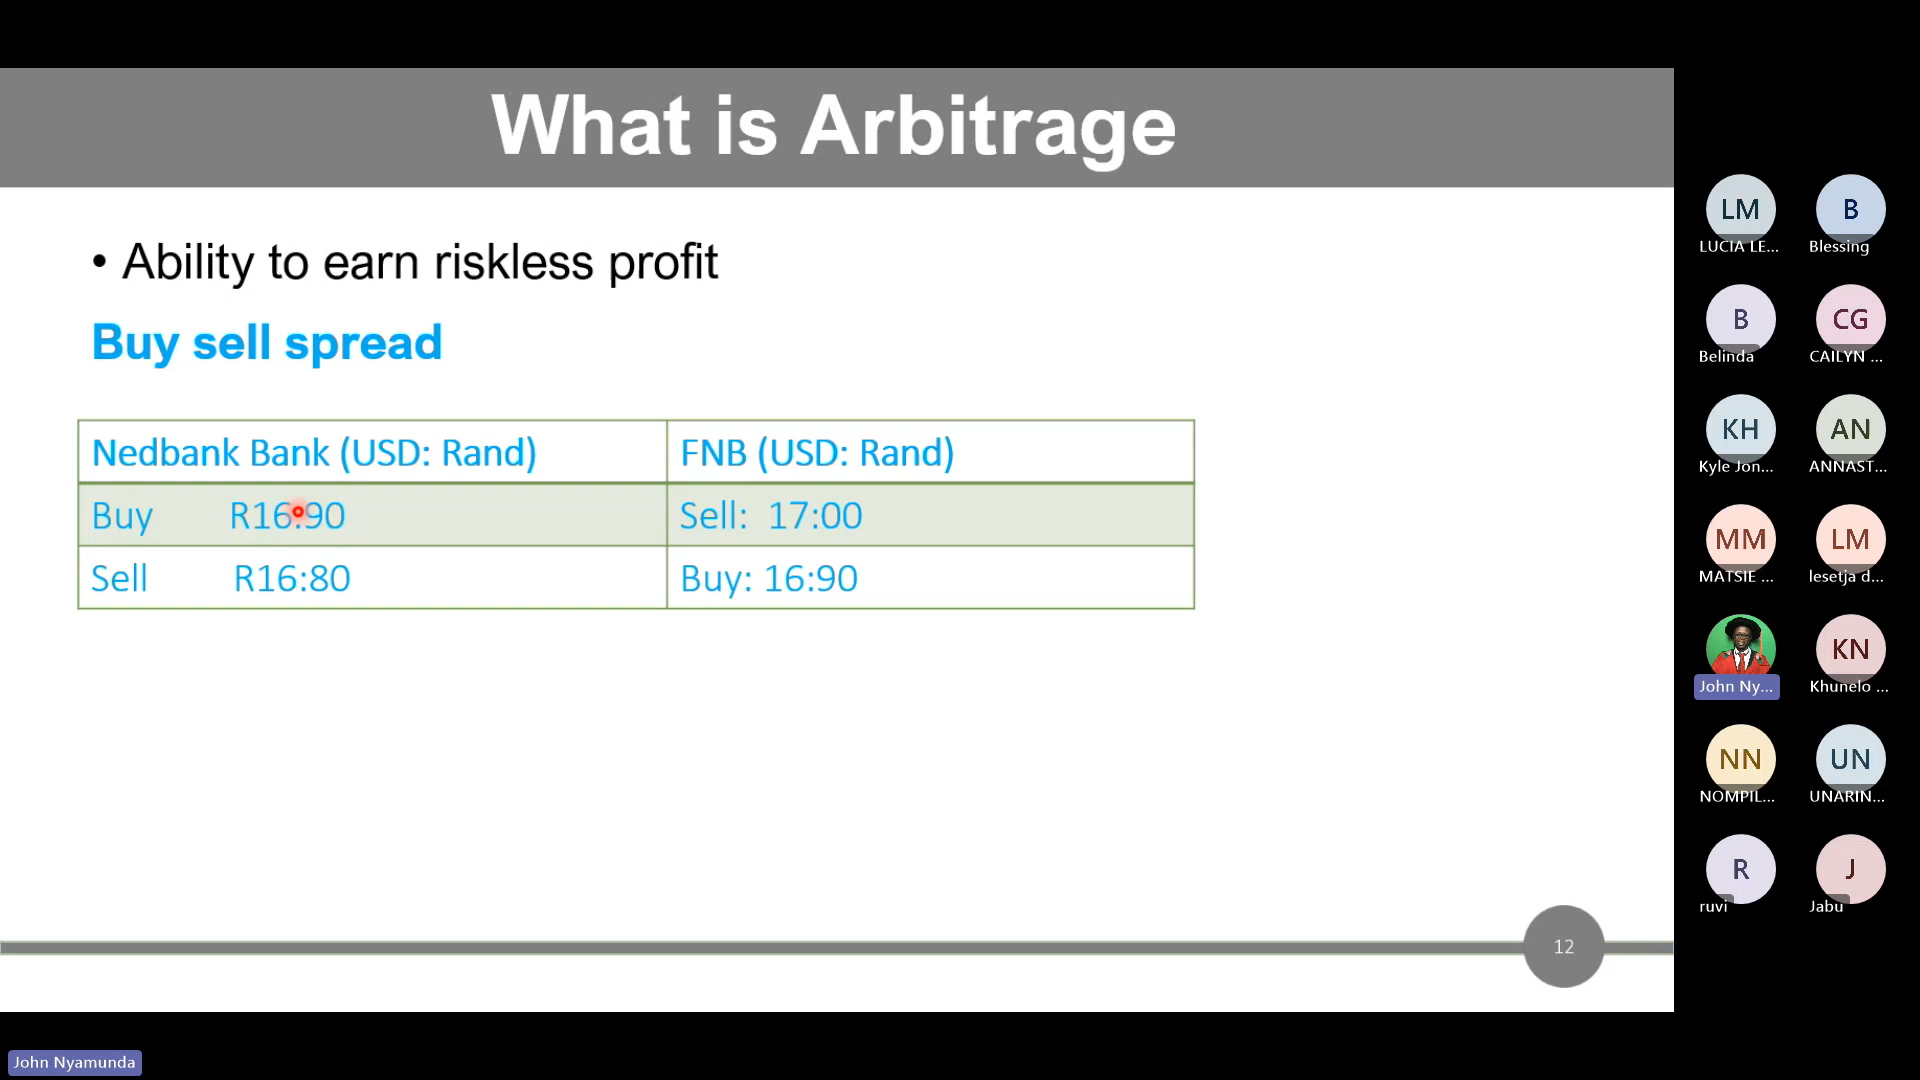 What is Arbitrage
• Ability to earn riskless profit
Buy sell spread
Nedbank Bank (USD: Rand) FNB (USD: Rand)
Buy R16:90 Sell: 17:00
Sell R16:80 Buy: 16:90
12
LM B
LUCIA LE... Blessing
B CG
Belinda CAILYN ...
KH AN
Kyle Jon... ANNAST...
MM LM
MATSIE ... lesetja d...
KN
John Ny... Khunelo ...
NN UN
NOMPIL... UNARIN...
R J
ruvi Jabu
John Nyamunda